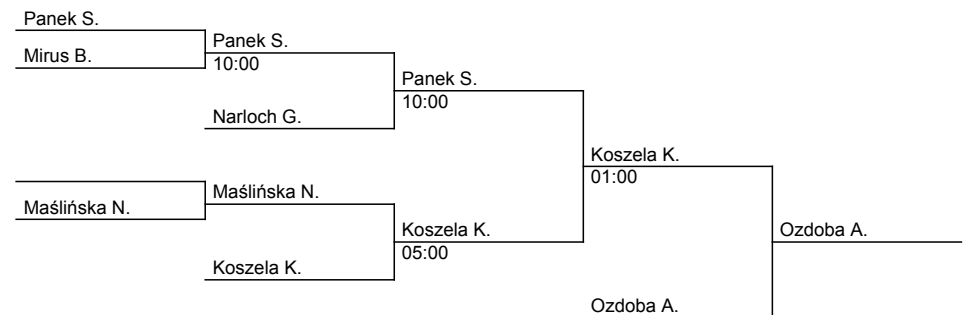 Panek S.
Mirus B.
Panek S.
10:00
Panek S.
10:00
Narloch G.
Koszela K.
01:00
Maślińska N.
Maślińska N.
Koszela K.
05:00
Ozdoba A.
Koszela K.
Ozdoba A.